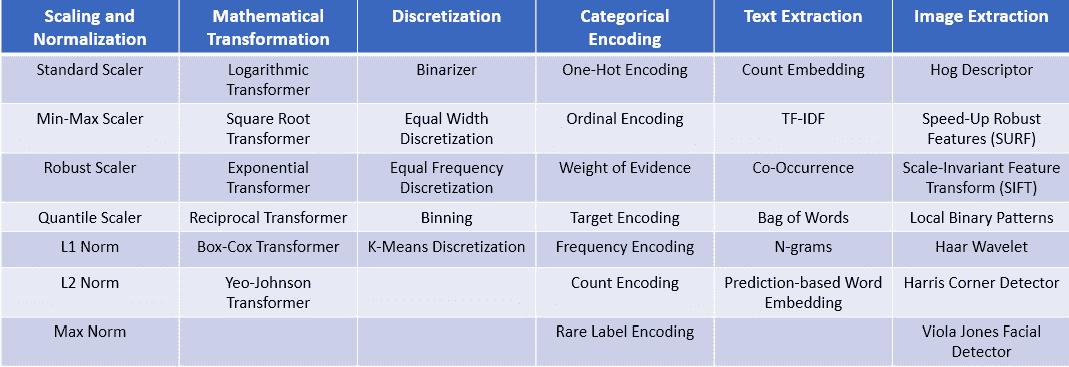 Scaling and Normalization | Mathematical Transformation | Discretization | Categorical Encoding | Text Extraction | Image Extraction
Standard Scaler | Logarithmic Transformer | Binarizer | One-Hot Encoding | Count Embedding | Hog Descriptor
Min-Max Scaler | Square Root Transformer | Equal Width Discretization | Ordinal Encoding | TF-IDF | Speed-Up Robust Features (SURF)
Robust Scaler | Exponential Transformer | Equal Frequency Discretization | Weight of Evidence | Co-Occurrence | Scale-Invariant Feature Transform (SIFT)
Quantile Scaler | Reciprocal Transformer | Binning | Target Encoding | Bag of Words | Local Binary Patterns
L1 Norm | Box-Cox Transformer | K-Means Discretization | Frequency Encoding | N-grams | Haar Wavelet
L2 Norm | Yeo-Johnson Transformer | | Count Encoding | Prediction-based Word Embedding | Harris Corner Detector
Max Norm | | | Rare Label Encoding | | Viola Jones Facial Detector